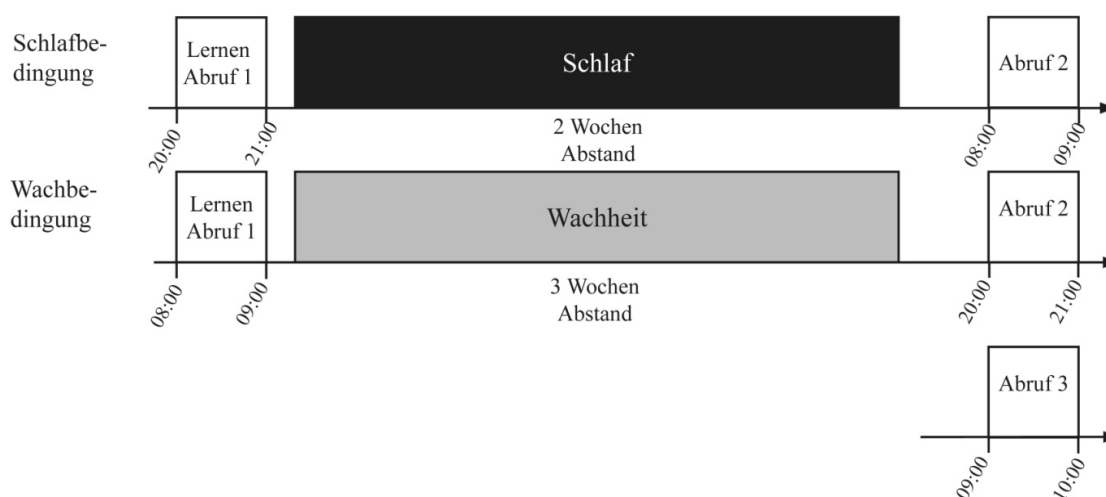 Schlafbe-
dingung
Lernen
Abruf 1
Schlaf
Abruf 2
20:00
21:00
2 Wochen
Abstand
08:00
09:00
Wachbe-
dingung
Lernen
Abruf 1
Wachheit
Abruf 2
08:00
09:00
3 Wochen
Abstand
20:00
21:00
Abruf 3
09:00
10:00